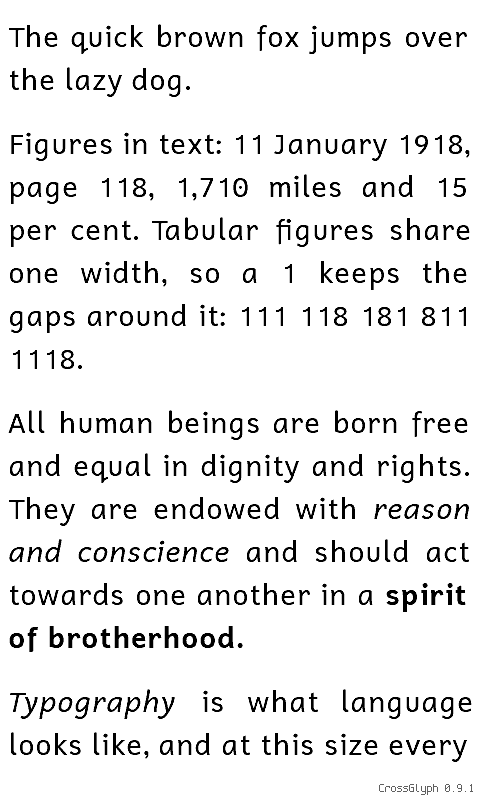 The quick brown fox jumps over
the lazy dog.
Figures in text: 11 January 1918,
page 118, 1,710 miles and 15
per cent. Tabular figures share
one width, so a 1 keeps the
gaps around it: 111 118 181 811
1118.
All human beings are born free
and equal in dignity and rights.
They are endowed with reason
and conscience and should act
towards one another in a spirit
of brotherhood.
Typography is what language
looks like, and at this size every
CrossGlyph 0.9.1